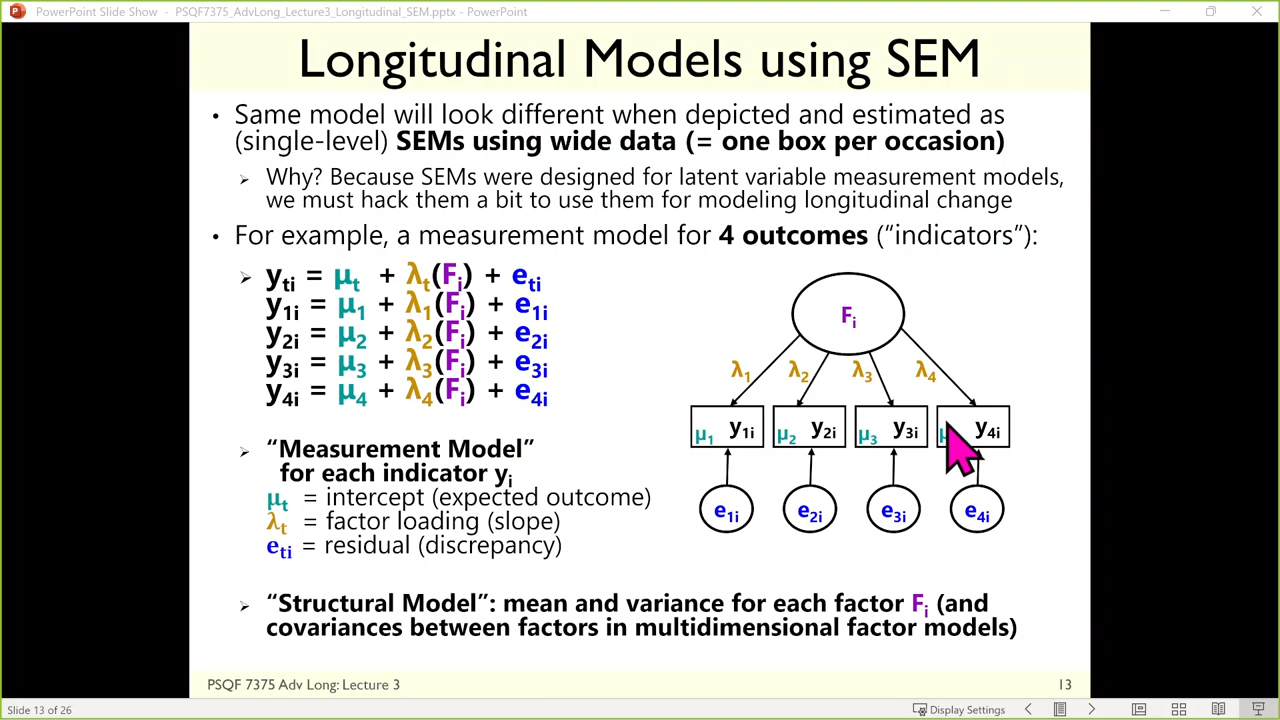 PowerPoint Slide Show - PSQF7375_AdvLong_Lecture3_Longitudinal_SEM.pptx - PowerPoint
Longitudinal Models using SEM
• Same model will look different when depicted and estimated as
(single-level) SEMs using wide data (= one box per occasion)
➢ Why? Because SEMs were designed for latent variable measurement models,
we must hack them a bit to use them for modeling longitudinal change
• For example, a measurement model for 4 outcomes (“indicators”):
➢ yti = μt + λt(Fi) + eti
y1i = μ1 + λ1(Fi) + e1i
y2i = μ2 + λ2(Fi) + e2i
y3i = μ3 + λ3(Fi) + e3i
y4i = μ4 + λ4(Fi) + e4i
Fi
λ1 λ2 λ3 λ4
μ1 y1i μ2 y2i μ3 y3i μ y4i
e1i e2i e3i e4i
➢ “Measurement Model”
for each indicator yi
μt = intercept (expected outcome)
λt = factor loading (slope)
eti = residual (discrepancy)
➢ “Structural Model”: mean and variance for each factor Fi (and
covariances between factors in multidimensional factor models)
PSQF 7375 Adv Long: Lecture 3
13
Slide 13 of 26
Display Settings